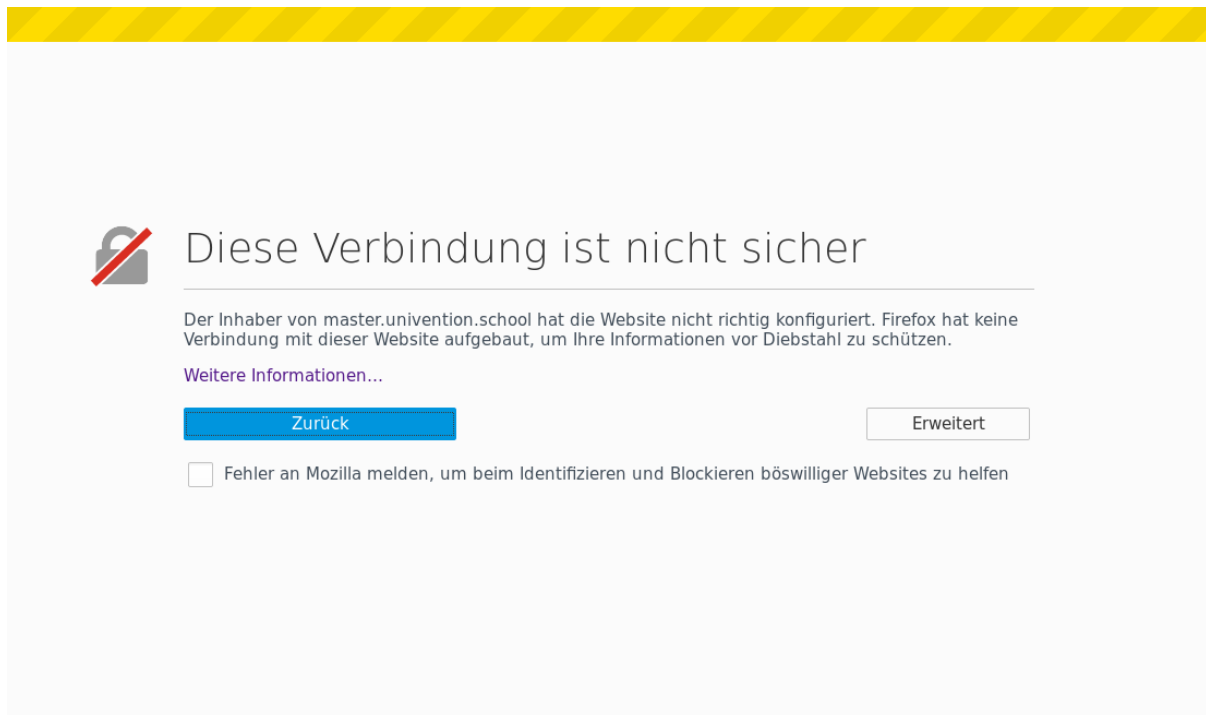 Diese Verbindung ist nicht sicher
Der Inhaber von master.univention.school hat die Website nicht richtig konfiguriert. Firefox hat keine
Verbindung mit dieser Website aufgebaut, um Ihre Informationen vor Diebstahl zu schützen.
Weitere Informationen…
Zurück
Erweitert
Fehler an Mozilla melden, um beim Identifizieren und Blockieren böswilliger Websites zu helfen